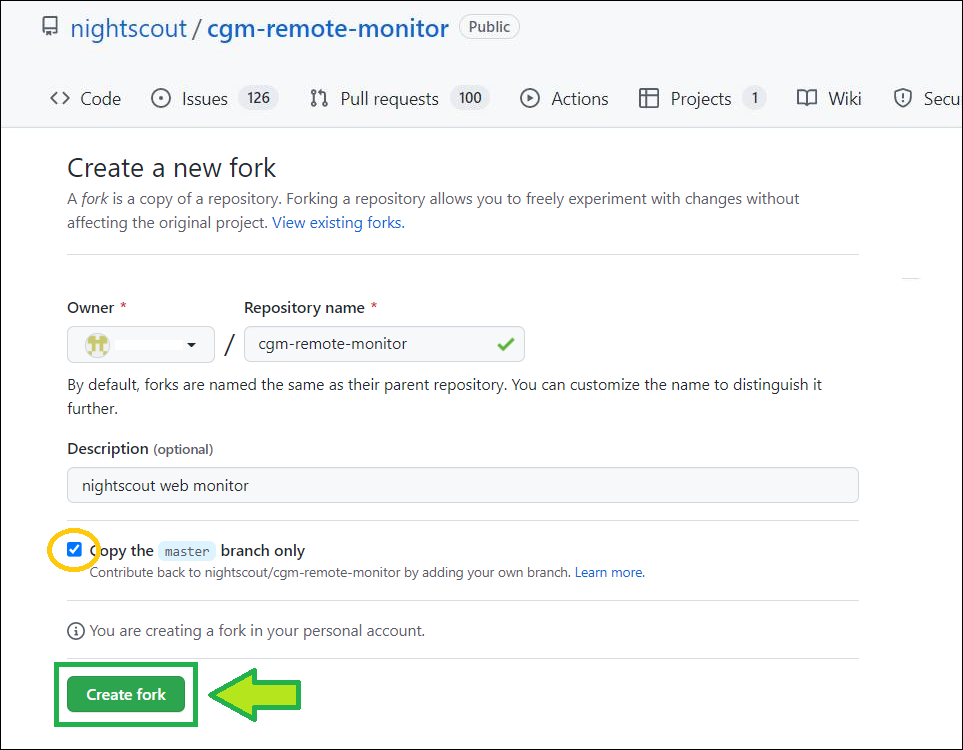 nightscout / cgm-remote-monitor Public
Code Issues 126 Pull requests 100 Actions Projects 1 Wiki Secu
Create a new fork
A fork is a copy of a repository. Forking a repository allows you to freely experiment with changes without
affecting the original project. View existing forks.
Owner * Repository name *
/ cgm-remote-monitor
By default, forks are named the same as their parent repository. You can customize the name to distinguish it
further.
Description (optional)
nightscout web monitor
Copy the master branch only
Contribute back to nightscout/cgm-remote-monitor by adding your own branch. Learn more.
You are creating a fork in your personal account.
Create fork